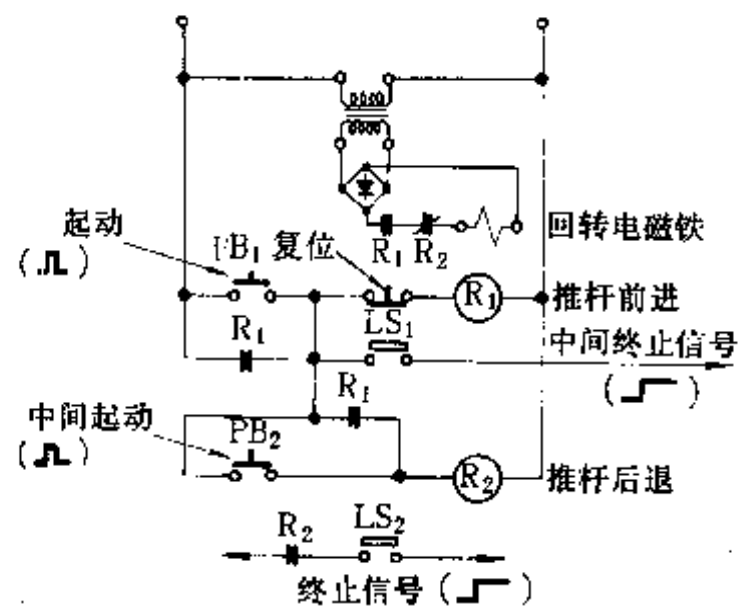 R₁ R₂
回转电磁铁
起动
(⎍)
PB₁ 复位
R₁
推杆前进
R₁
LS₁
中间终止信号
R₁
中间起动
PB₂
R₂
推杆后退
R₂
LS₂
终止信号